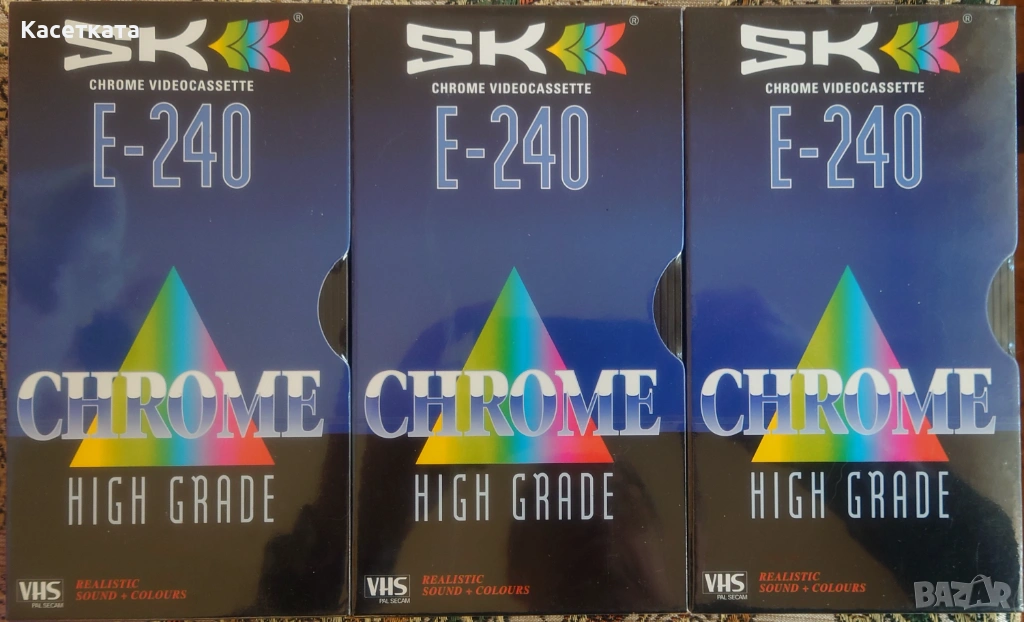 Касетката
SK ®
CHROME VIDEOCASSETTE
E-240
CHROME
HIGH GRADE
VHS
PAL SECAM
REALISTIC
SOUND + COLOURS
SK ®
CHROME VIDEOCASSETTE
E-240
CHROME
HIGH GRADE
VHS
PAL SECAM
REALISTIC
SOUND + COLOURS
SK ®
CHROME VIDEOCASSETTE
E-240
CHROME
HIGH GRADE
VHS
PAL SECAM
REALISTIC
SOUND + COLOURS
BAZAR